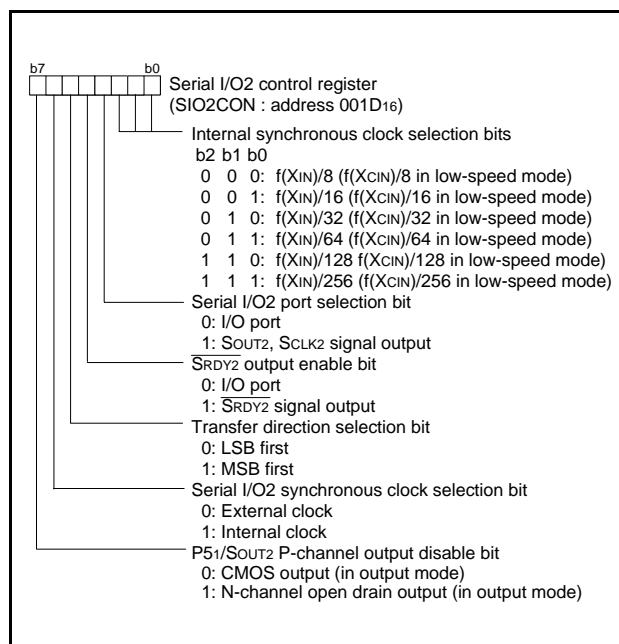 b7 b0
Serial I/O2 control register
(SIO2CON : address 001D16)
Internal synchronous clock selection bits
b2 b1 b0
0 0 0: f(XIN)/8 (f(XCIN)/8 in low-speed mode)
0 0 1: f(XIN)/16 (f(XCIN)/16 in low-speed mode)
0 1 0: f(XIN)/32 (f(XCIN)/32 in low-speed mode)
0 1 1: f(XIN)/64 (f(XCIN)/64 in low-speed mode)
1 1 0: f(XIN)/128 f(XCIN)/128 in low-speed mode)
1 1 1: f(XIN)/256 (f(XCIN)/256 in low-speed mode)
Serial I/O2 port selection bit
0: I/O port
1: SOUT2, SCLK2 signal output
SRDY2 output enable bit
0: I/O port
1: SRDY2 signal output
Transfer direction selection bit
0: LSB first
1: MSB first
Serial I/O2 synchronous clock selection bit
0: External clock
1: Internal clock
P51/SOUT2 P-channel output disable bit
0: CMOS output (in output mode)
1: N-channel open drain output (in output mode)